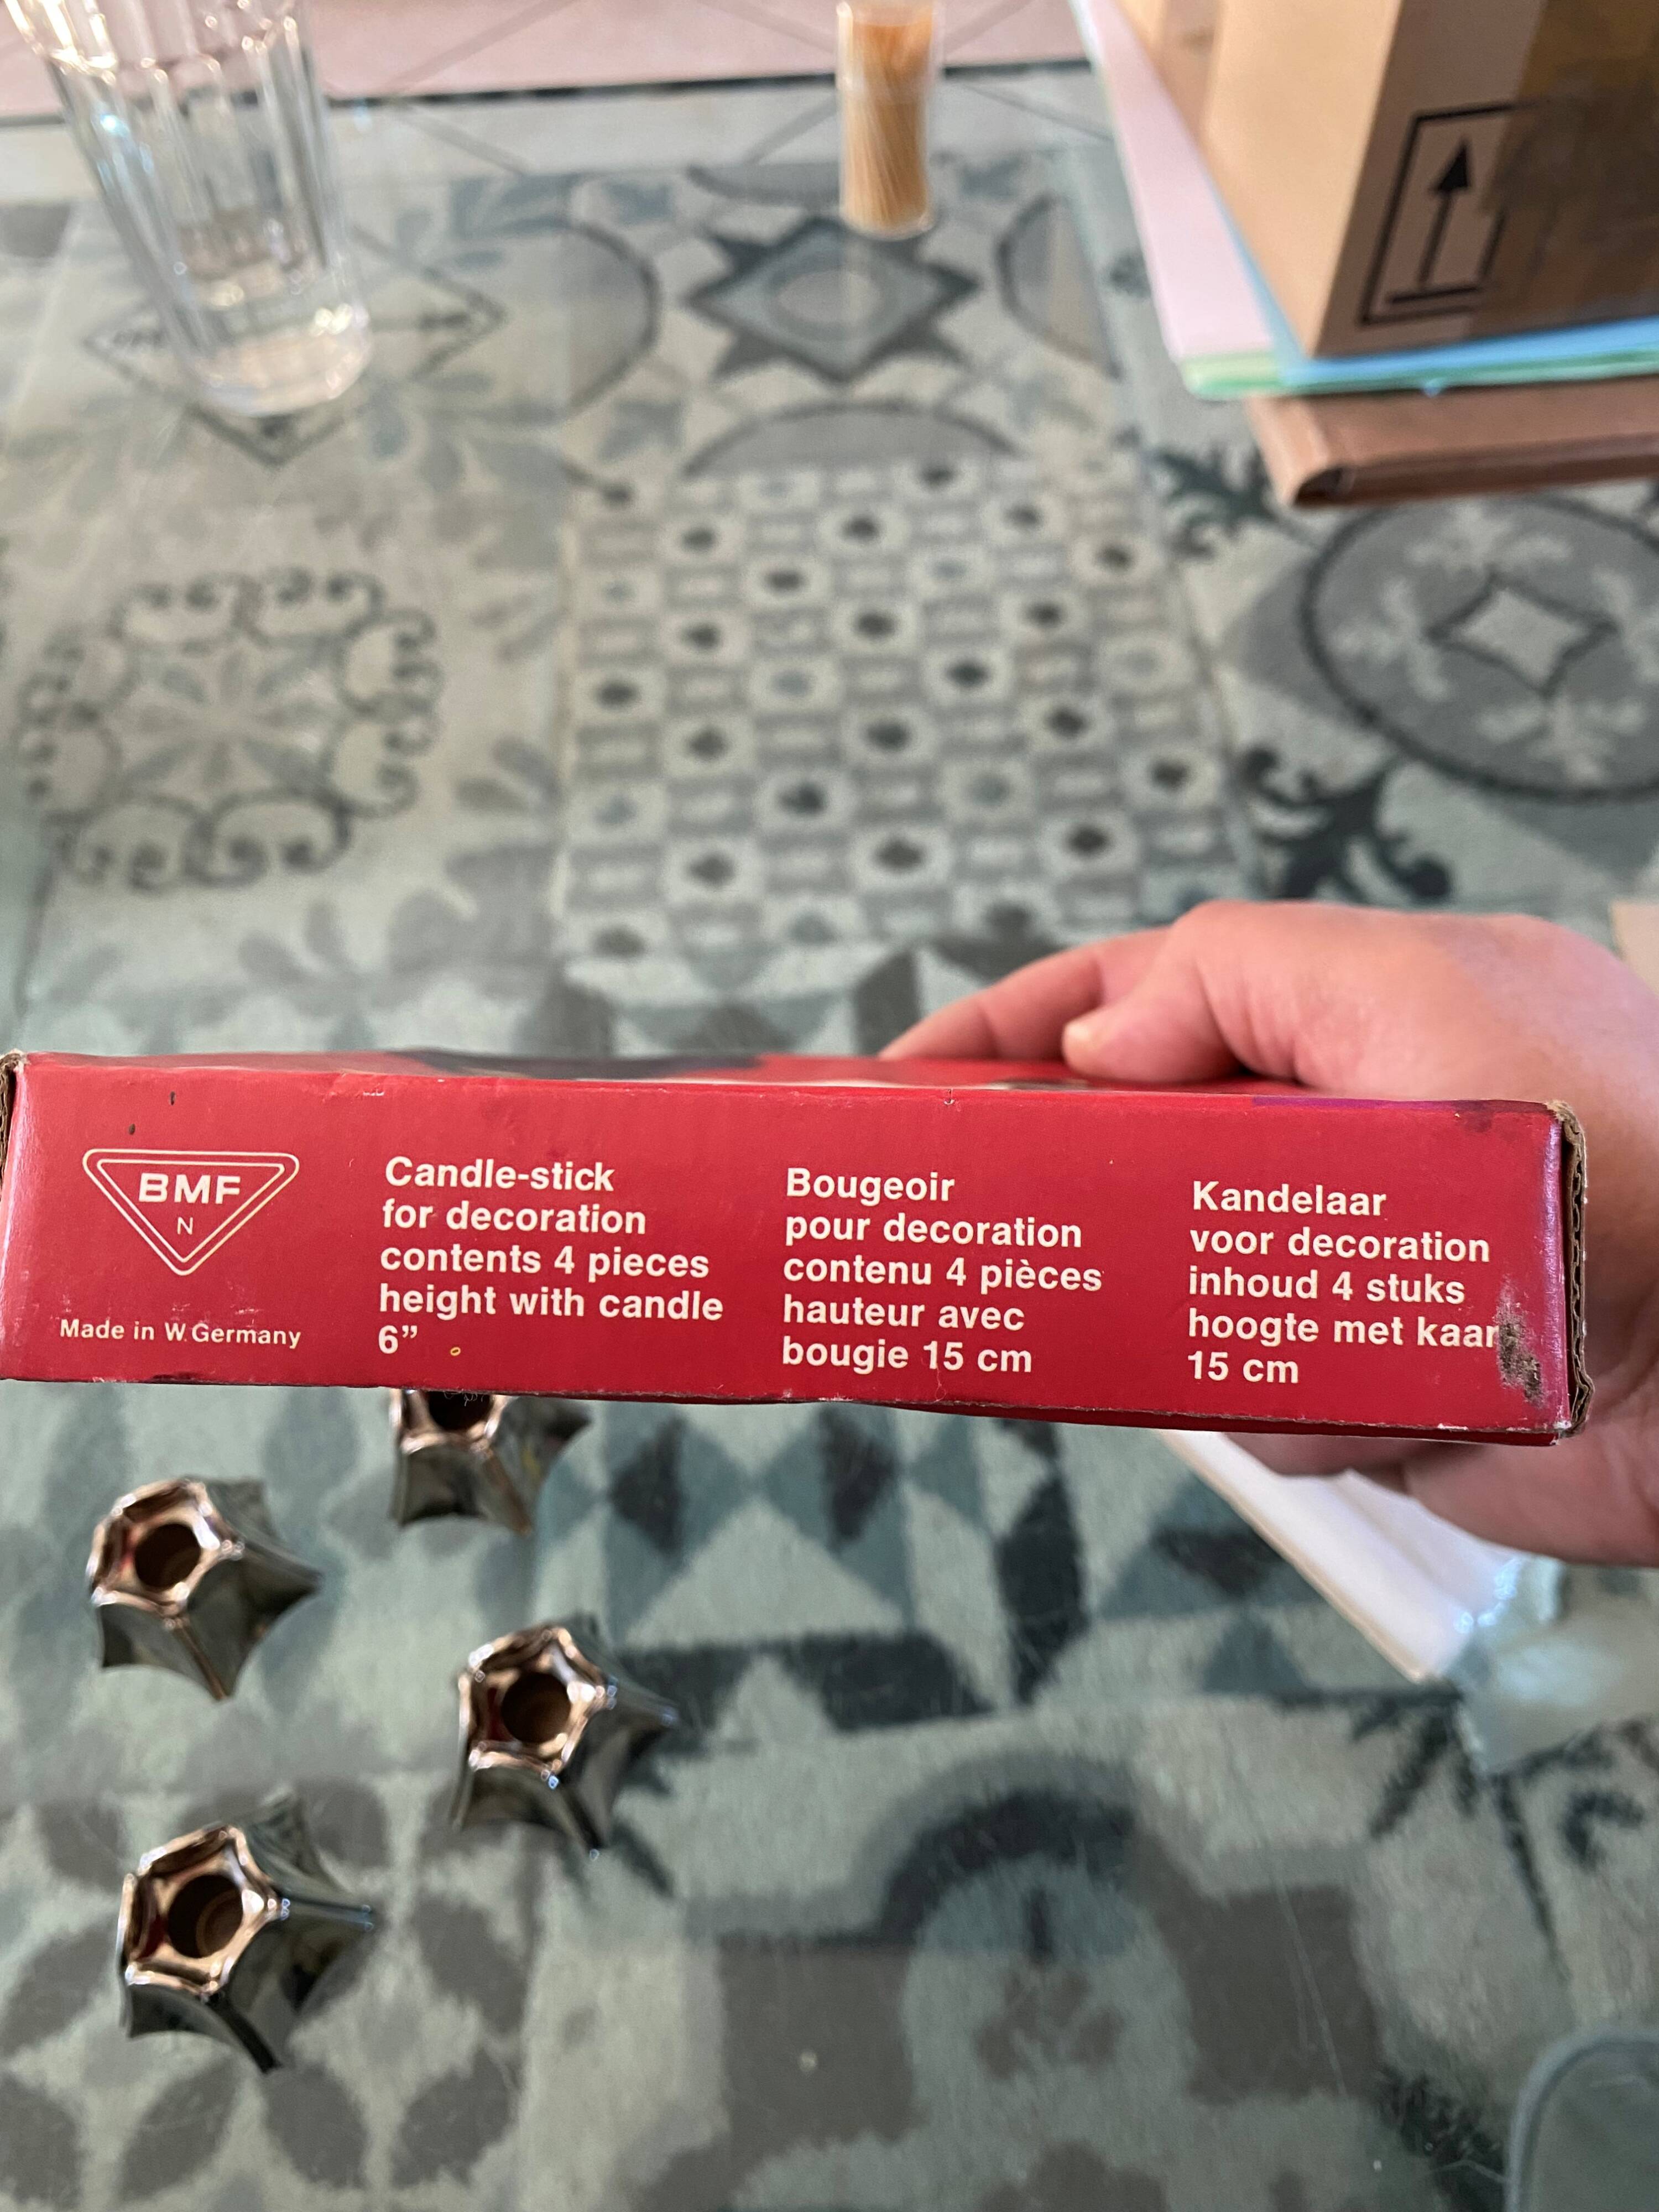 BMF
N
Made in W.Germany
Candle-stick
for decoration
contents 4 pieces
height with candle
6”
Bougeoir
pour decoration
contenu 4 pièces
hauteur avec
bougie 15 cm
Kandelaar
voor decoration
inhoud 4 stuks
hoogte met kaar
15 cm